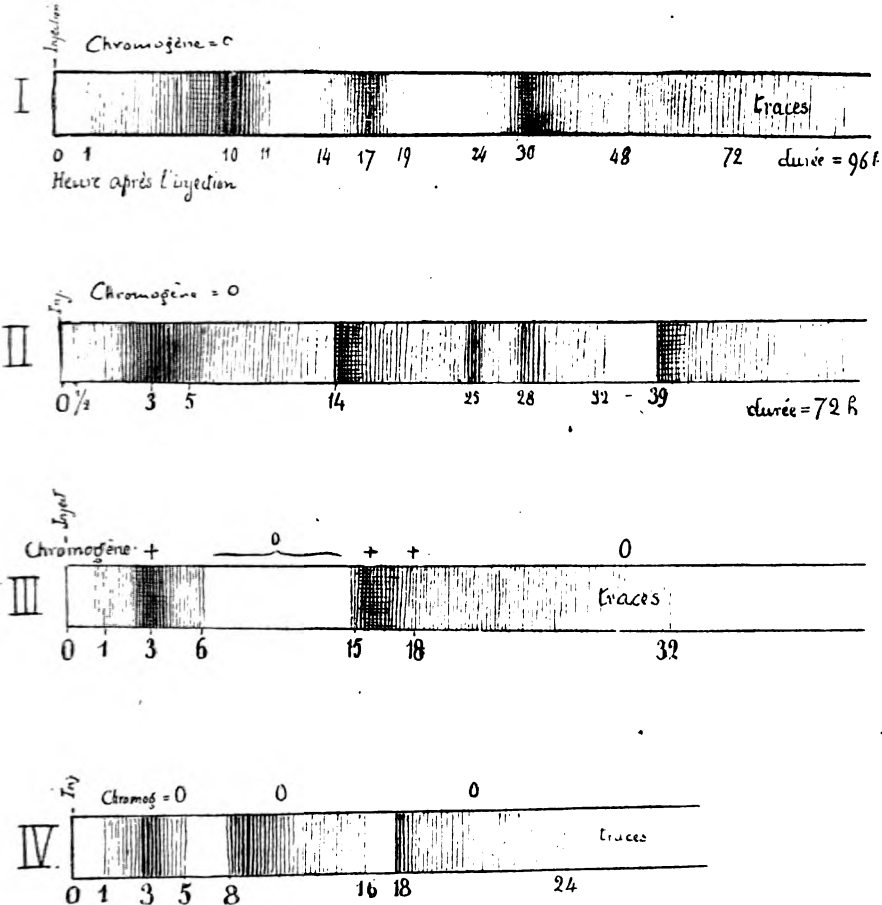 Injection
Chromogène = 0
I
traces
0 1 10 11 14 17 19 24 30 48 72 durée = 96 h
Heure après l'injection
Inj.
Chromogène = 0
II
0 ½ 3 5 14 25 28 32 - 39 durée = 72 h
Inject
Chromogène + 0 + + 0
III
traces
0 1 3 6 15 18 32
Inj
Chromog = 0 0 0
IV
traces
0 1 3 5 8 16 18 24